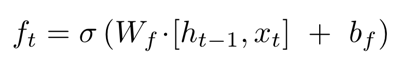 f_t = σ (W_f·[h_{t−1}, x_t] + b_f)